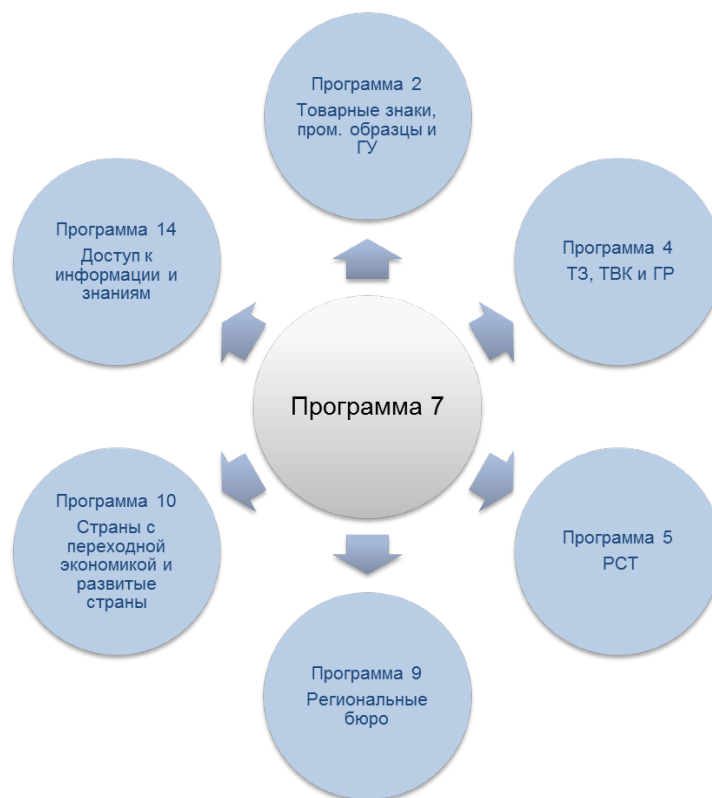 Программа 2
Товарные знаки,
пром. образцы и
ГУ
Программа 14
Доступ к
информации и
знаниям
Программа 4
ТЗ, ТВК и ГР
Программа 7
Программа 10
Страны с
переходной
экономикой и
развитые
страны
Программа 5
РСТ
Программа 9
Региональные
бюро